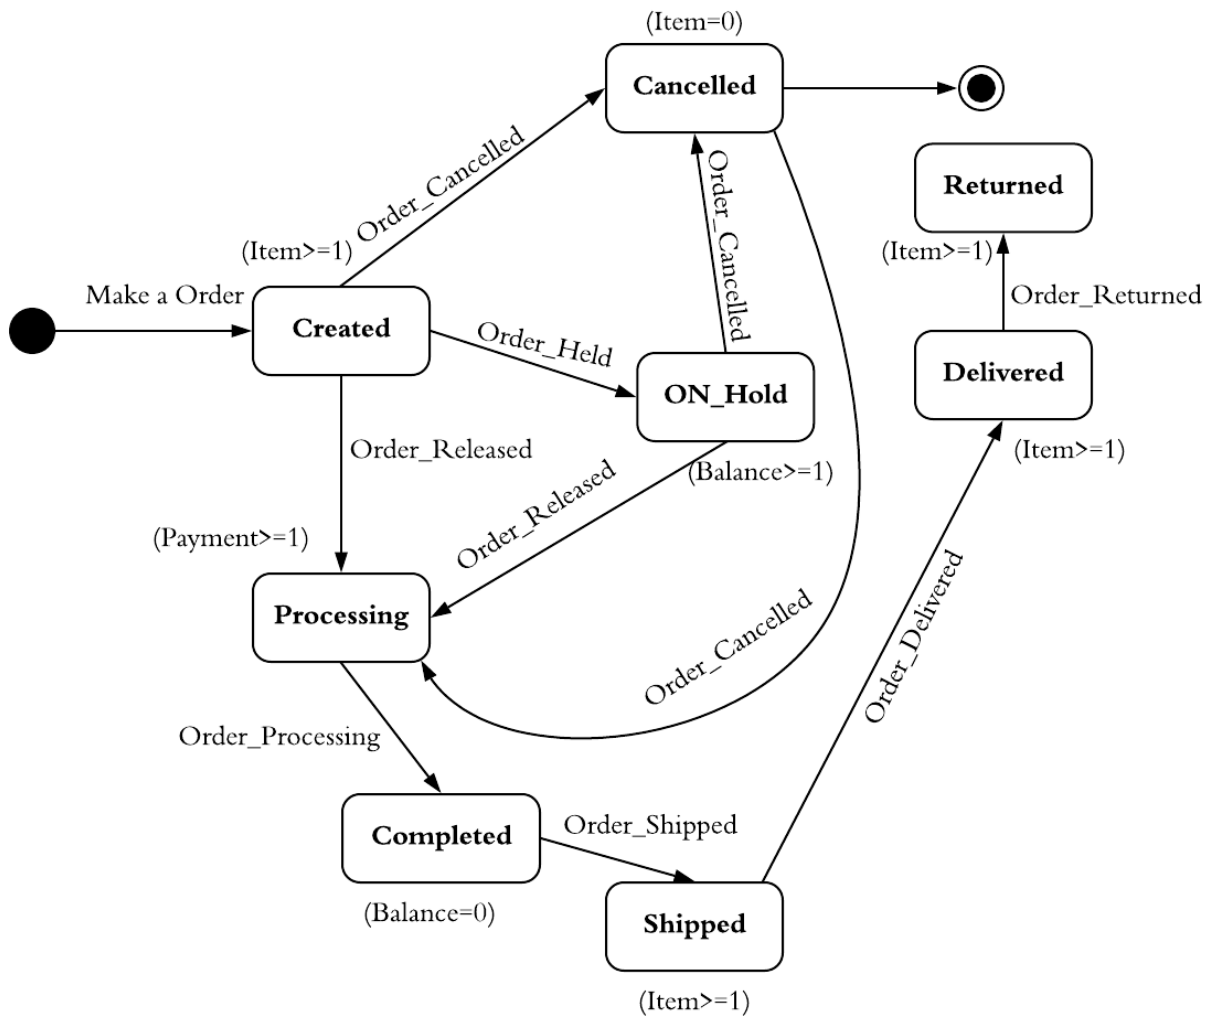 (Item=0)
Cancelled
Order_Cancelled
Order_Cancelled
Returned
(Item>=1)
(Item>=1)
Make a Order
Order_Returned
Created
Order_Held
Delivered
ON_Hold
Order_Released
(Item>=1)
(Balance>=1)
Order_Released
(Payment>=1)
Processing
Order_Cancelled
Order_Delivered
Order_Processing
Completed
Order_Shipped
(Balance=0)
Shipped
(Item>=1)